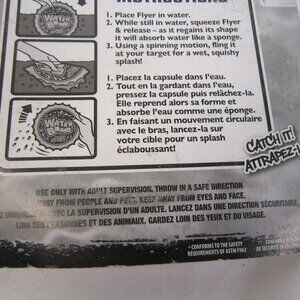 INSTRUCTIONS
1. Place Flyer in water.
2. While still in water, squeeze Flyer
& release – as it regains its shape
it will absorb water like a sponge.
3. Using a spinning motion, fling it
at your target for a wet, squishy
splash!
1. Placez la capsule dans l'eau.
2. Tout en la gardant dans l'eau,
pressez la capsule puis relâchez-la.
Elle reprend alors sa forme et
absorbe l'eau comme une éponge.
3. En faisant un mouvement circulaire
avec le bras, lancez-la sur
votre cible pour un splash
éclaboussant!
CATCH IT!
ATTRAPEZ-
USE ONLY WITH ADULT SUPERVISION. THROW IN A SAFE DIRECTION
AWAY FROM PEOPLE AND PETS. KEEP AWAY FROM EYES AND FACE.
UNIQUEMENT AVEC LA SUPERVISION D'UN ADULTE. LANCEZ DANS UNE DIRECTION SÉCURITAIRE,
LOIN DES PERSONNES ET DES ANIMAUX. GARDEZ LOIN DES YEUX ET DU VISAGE.
• CONFORMS TO THE SAFETY
REQUIREMENTS OF ASTM F963